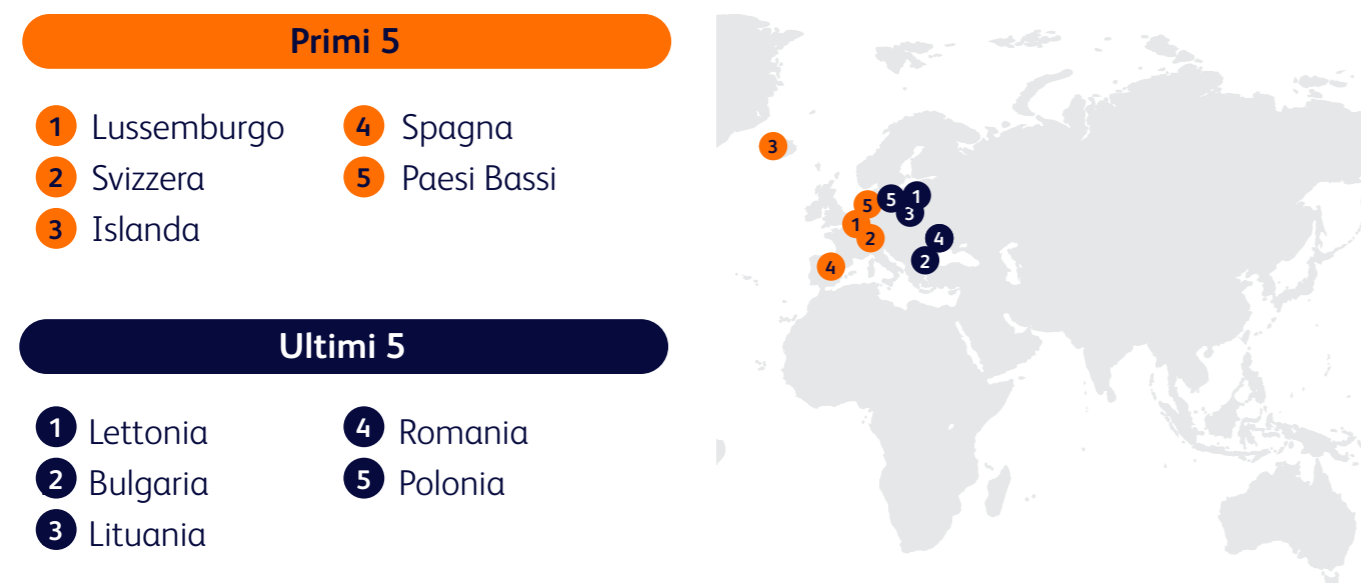 Primi 5
1 Lussemburgo
2 Svizzera
3 Islanda
4 Spagna
5 Paesi Bassi
Ultimi 5
1 Lettonia
2 Bulgaria
3 Lituania
4 Romania
5 Polonia
3
5
1
2
4
5
1
3
4
2